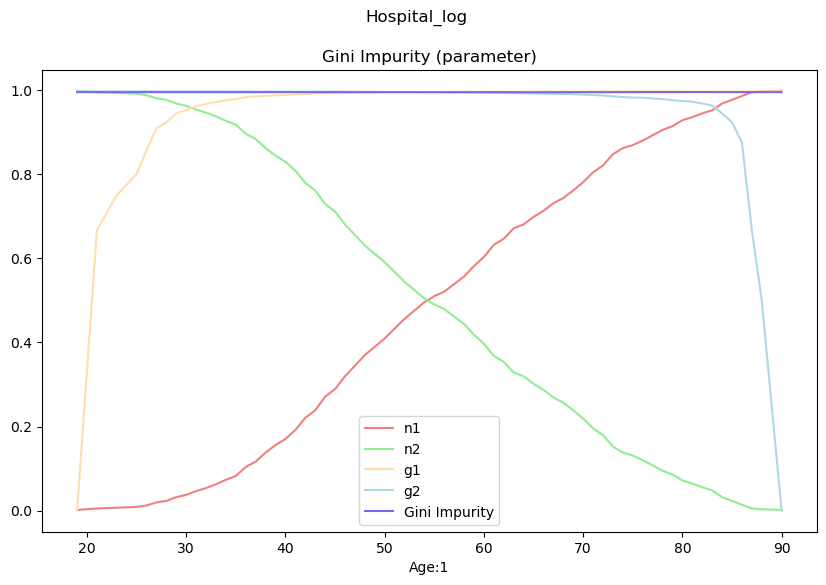 Hospital_log
Gini Impurity (parameter)
1.0
0.8
0.6
0.4
0.2
0.0
n1
n2
g1
g2
Gini Impurity
20 30 40 50 60 70 80 90
Age:1